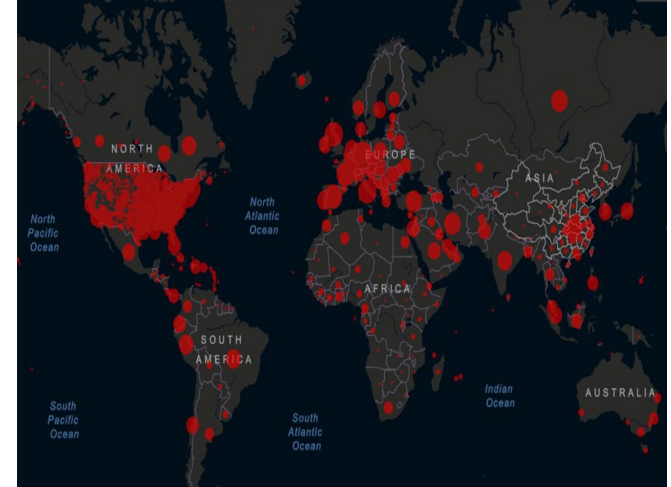 NORTH
AMERICA
EUROPE
ASIA
North
Pacific
Ocean
North
Atlantic
Ocean
AFRICA
SOUTH
AMERICA
Indian
Ocean
AUSTRALIA
South
Pacific
Ocean
South
Atlantic
Ocean